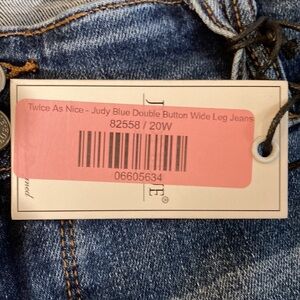 Twice As Nice - Judy Blue Double Button Wide Leg Jeans
82558 / 20W
06605634